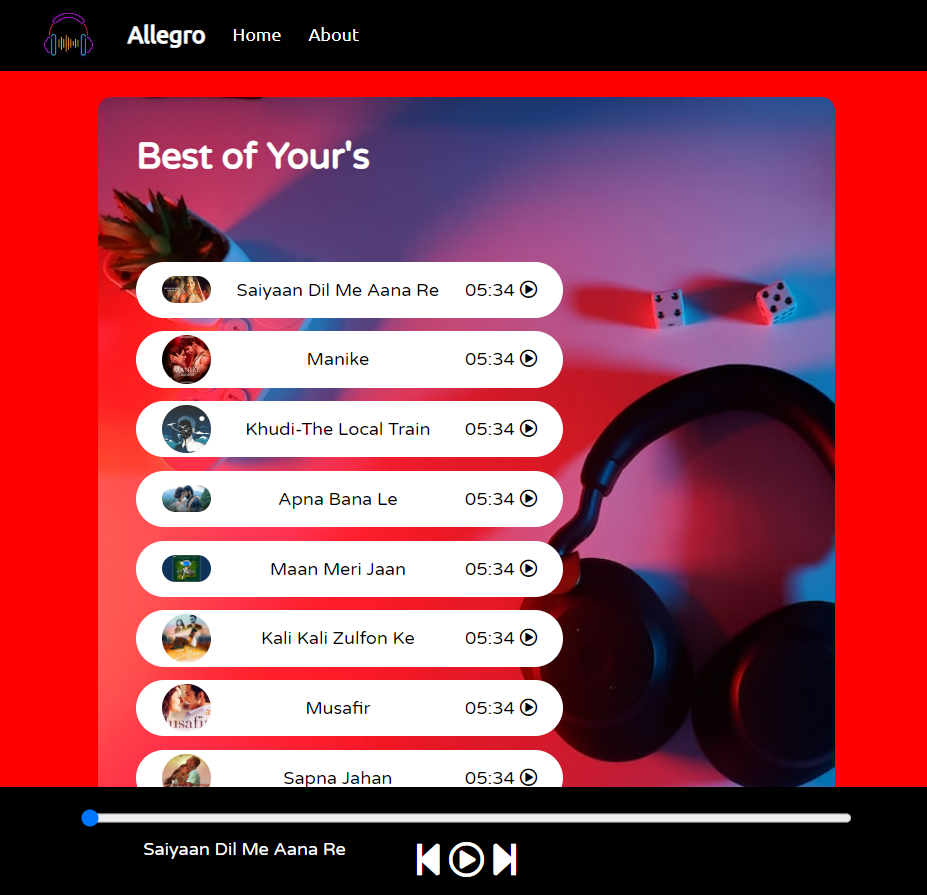 Allegro Home About
Best of Your's
Saiyaan Dil Me Aana Re 05:34
Manike 05:34
MANIKE
Khudi-The Local Train 05:34
Apna Bana Le 05:34
Maan Meri Jaan 05:34
Kali Kali Zulfon Ke 05:34
Musafir 05:34
Sapna Jahan 05:34
Saiyaan Dil Me Aana Re